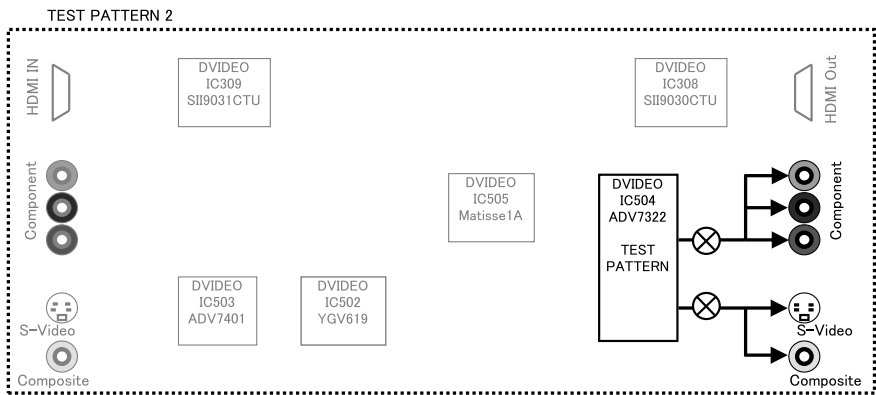 TEST PATTERN 2
HDMI IN
DVIDEO
IC309
SII9031CTU
DVIDEO
IC308
SII9030CTU
HDMI Out
Component
DVIDEO
IC505
Matisse1A
DVIDEO
IC504
ADV7322
TEST
PATTERN
Component
DVIDEO
IC503
ADV7401
DVIDEO
IC502
YGV619
S-Video
Composite
S-Video
Composite